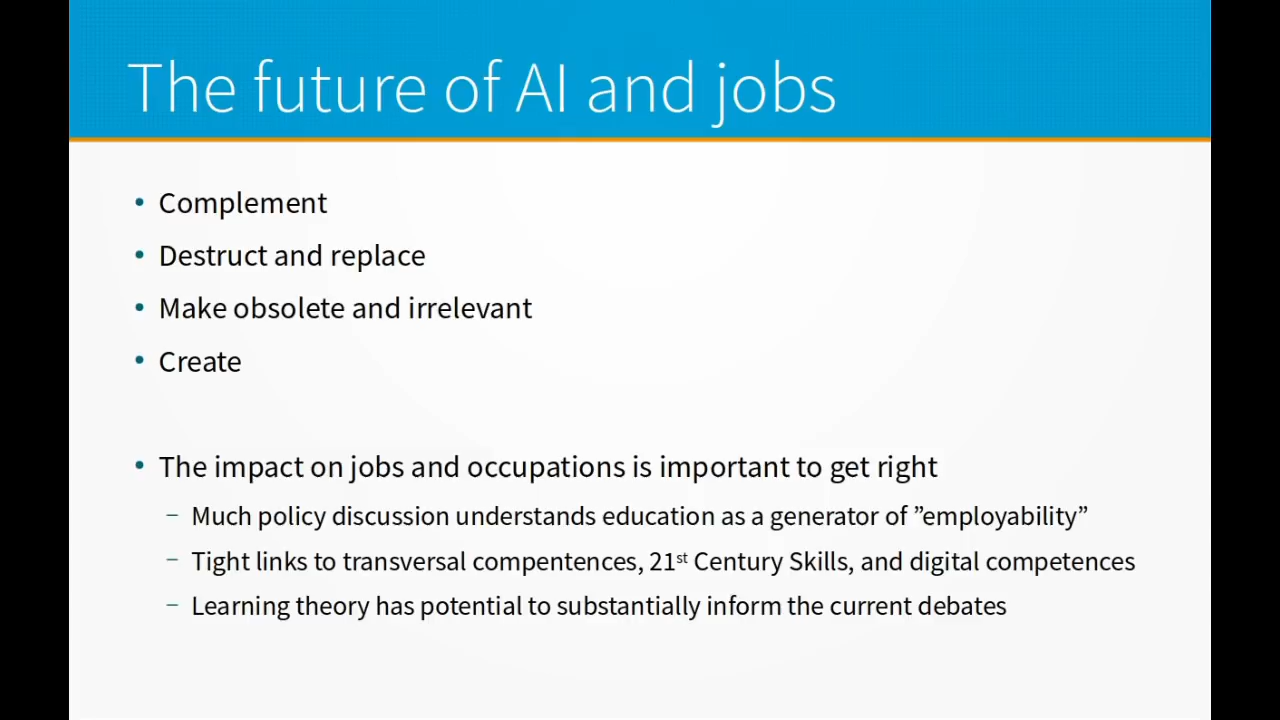 The future of AI and jobs
• Complement
• Destruct and replace
• Make obsolete and irrelevant
• Create
• The impact on jobs and occupations is important to get right
– Much policy discussion understands education as a generator of ”employability”
– Tight links to transversal compentences, 21st Century Skills, and digital competences
– Learning theory has potential to substantially inform the current debates